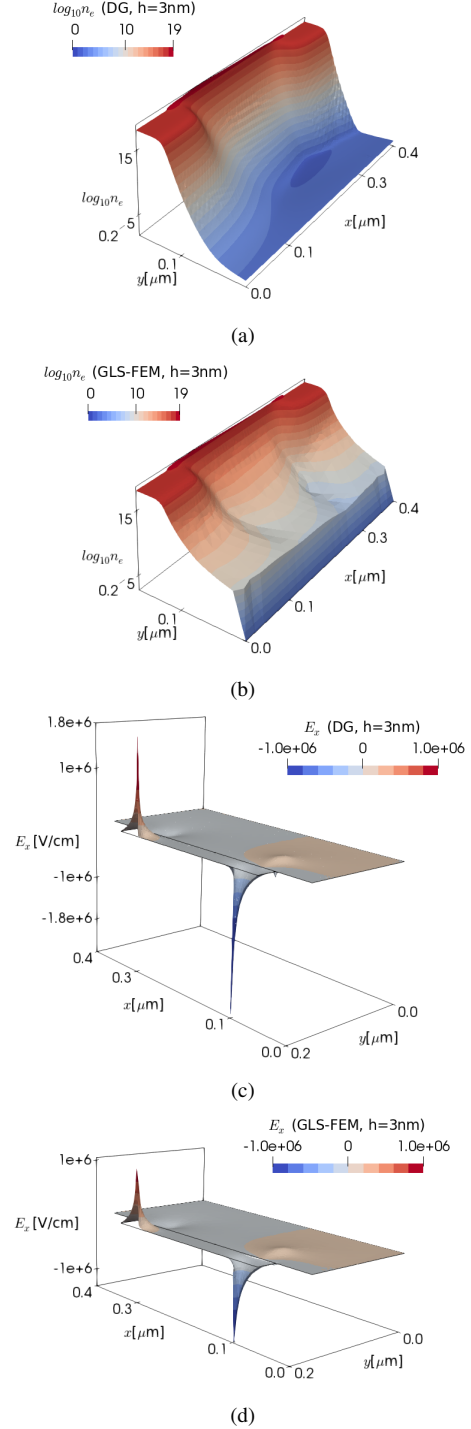 log₁₀nₑ (DG, h=3nm)
0 10 19
15
log₁₀nₑ
5
0.2
0.1
y[μm]
0.0
0.1
x[μm]
0.3
0.4
(a)
log₁₀nₑ (GLS-FEM, h=3nm)
0 10 19
15
log₁₀nₑ
5
0.2
0.1
y[μm]
0.0
0.1
x[μm]
0.3
0.4
(b)
1.8e+6
Eₓ (DG, h=3nm)
-1.0e+06 0 1.0e+06
1e+6
Eₓ [V/cm]
-1e+6
-1.8e+6
0.4
0.3
x[μm]
0.1
0.0
0.2
y[μm]
0.0
(c)
Eₓ (GLS-FEM, h=3nm)
-1.0e+06 0 1.0e+06
1e+6
Eₓ [V/cm]
-1e+6
0.4
0.3
x[μm]
0.1
0.0
0.2
y[μm]
0.0
(d)